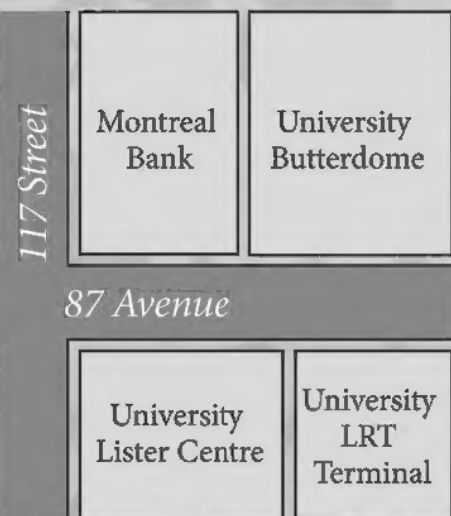 117 Street
Montreal
Bank
University
Butterdome
87 Avenue
University
Lister Centre
University
LRT
Terminal